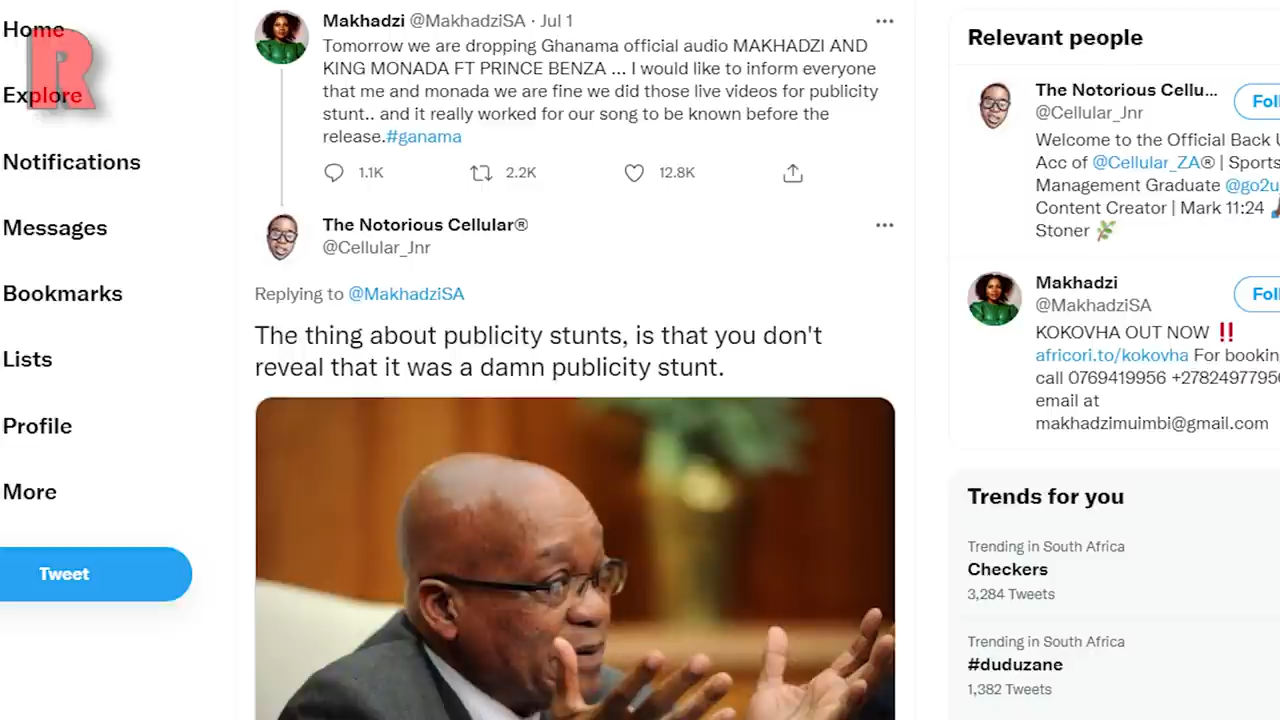 Home
R
Explore
Notifications
Messages
Bookmarks
Lists
Profile
More
Tweet
Makhadzi @MakhadziSA · Jul 1
Tomorrow we are dropping Ghanama official audio MAKHADZI AND
KING MONADA FT PRINCE BENZA ... I would like to inform everyone
that me and monada we are fine we did those live videos for publicity
stunt.. and it really worked for our song to be known before the
release.#ganama
1.1K 2.2K 12.8K
The Notorious Cellular®
@Cellular_Jnr
Replying to @MakhadziSA
The thing about publicity stunts, is that you don't
reveal that it was a damn publicity stunt.
Relevant people
The Notorious Cellu...
@Cellular_Jnr
Foll
Welcome to the Official Back U
Acc of @Cellular_ZA® | Sports
Management Graduate @go2u
Content Creator | Mark 11:24
Stoner
Makhadzi
@MakhadziSA
Foll
KOKOVHA OUT NOW ‼️
africori.to/kokovha For bookin
call 0769419956 +2782497795
email at
makhadzimuimbi@gmail.com
Trends for you
Trending in South Africa
Checkers
3,284 Tweets
Trending in South Africa
#duduzane
1,382 Tweets